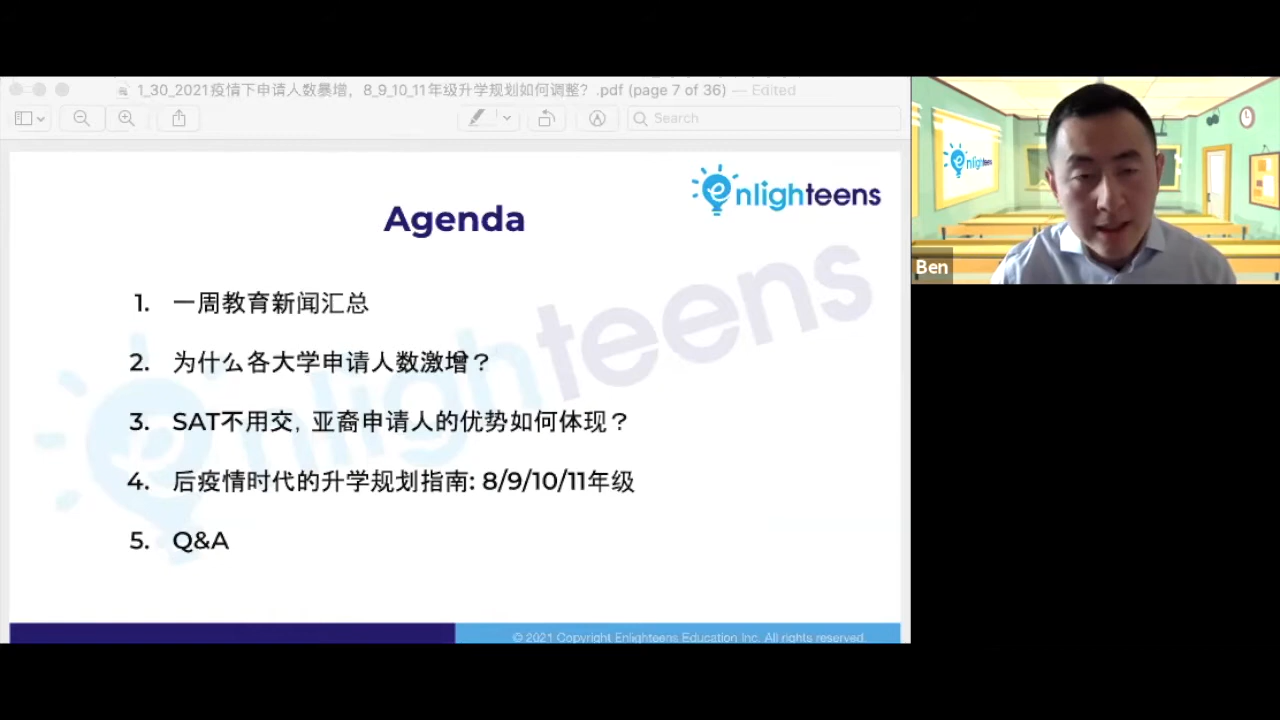 1_30_2021疫情下申请人数暴增，8_9_10_11年级升学规划如何调整？.pdf (page 7 of 36) — Edited
Search
enlighteens
Agenda
1. 一周教育新闻汇总
2. 为什么各大学申请人数激增？
3. SAT不用交, 亚裔申请人的优势如何体现？
4. 后疫情时代的升学规划指南: 8/9/10/11年级
5. Q&A
enlighteens
© 2021 Copyright Enlighteens Education Inc. All rights reserved.
enlighteens
Ben